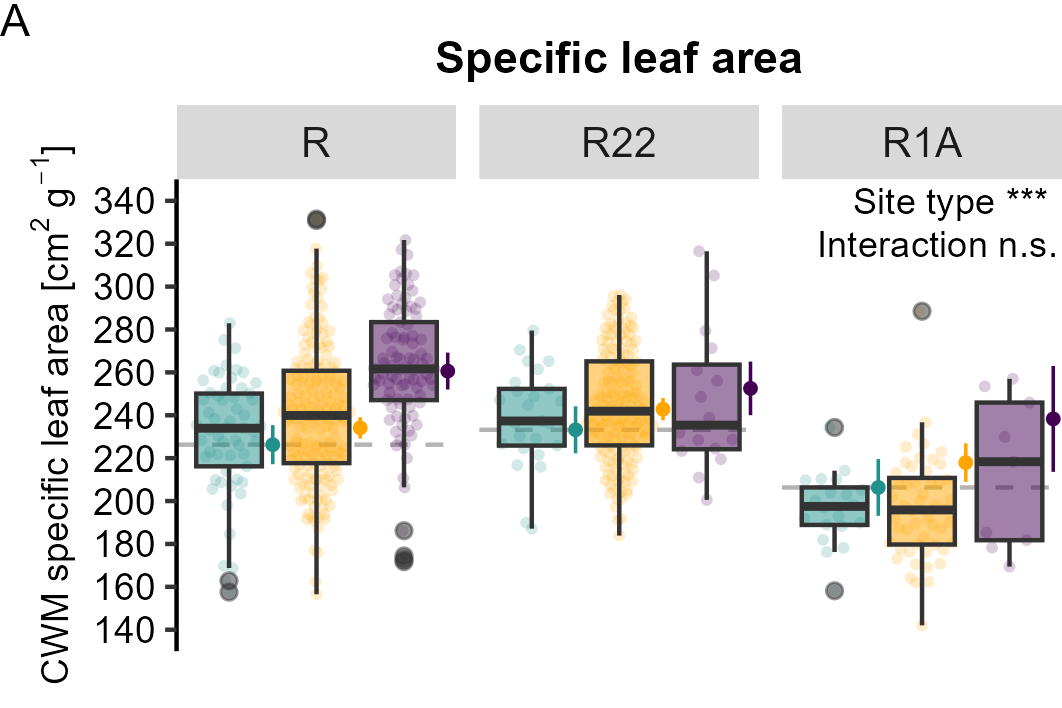 A
Specific leaf area
R
R22
R1A
CWM specific leaf area [cm² g⁻¹]
340
320
300
280
260
240
220
200
180
160
140
Site type ***
Interaction n.s.